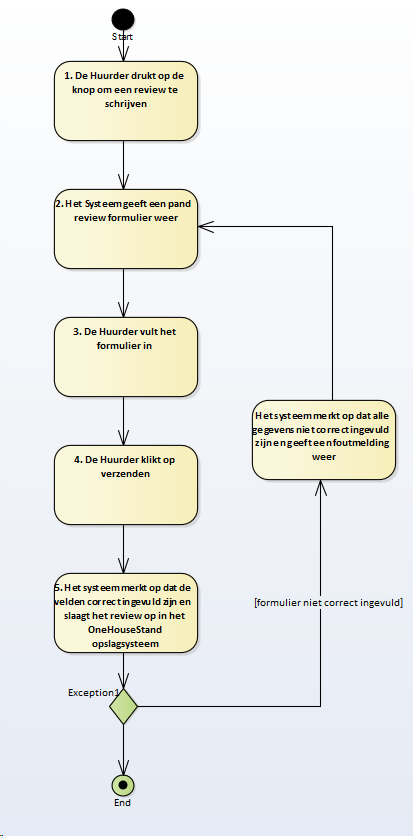 Start
1. De Huurder drukt op de
knop om een review te
schrijven
2. Het Systeem geeft een pand
review formulier weer
3. De Huurder vult het
formulier in
4. De Huurder klikt op
verzenden
5. Het systeem merkt op dat de
velden correct ingevuld zijn en
slaagt het review op in het
OneHouseStand
opslagsysteem
Exception1
End
Het systeem merkt op dat alle
gegevens niet correct ingevuld
zijn en geeft een foutmelding
weer
[formulier niet correct ingevuld]